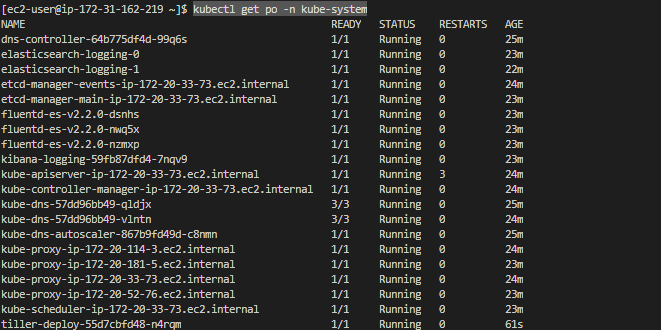 [ec2-user@ip-172-31-162-219 ~]$ kubectl get po -n kube-system
NAME READY STATUS RESTARTS AGE
dns-controller-64b775df4d-99q6s 1/1 Running 0 25m
elasticsearch-logging-0 1/1 Running 0 23m
elasticsearch-logging-1 1/1 Running 0 22m
etcd-manager-events-ip-172-20-33-73.ec2.internal 1/1 Running 0 24m
etcd-manager-main-ip-172-20-33-73.ec2.internal 1/1 Running 0 23m
fluentd-es-v2.2.0-dsnhs 1/1 Running 0 23m
fluentd-es-v2.2.0-nwq5x 1/1 Running 0 23m
fluentd-es-v2.2.0-nzmxp 1/1 Running 0 23m
kibana-logging-59fb87dfd4-7nqv9 1/1 Running 0 23m
kube-apiserver-ip-172-20-33-73.ec2.internal 1/1 Running 3 24m
kube-controller-manager-ip-172-20-33-73.ec2.internal 1/1 Running 0 24m
kube-dns-57dd96bb49-qldjx 3/3 Running 0 25m
kube-dns-57dd96bb49-vlntn 3/3 Running 0 24m
kube-dns-autoscaler-867b9fd49d-c8nmn 1/1 Running 0 25m
kube-proxy-ip-172-20-114-3.ec2.internal 1/1 Running 0 24m
kube-proxy-ip-172-20-181-5.ec2.internal 1/1 Running 0 23m
kube-proxy-ip-172-20-33-73.ec2.internal 1/1 Running 0 24m
kube-proxy-ip-172-20-52-76.ec2.internal 1/1 Running 0 23m
kube-scheduler-ip-172-20-33-73.ec2.internal 1/1 Running 0 23m
tiller-deploy-55d7cbfd48-n4rqm 1/1 Running 0 61s